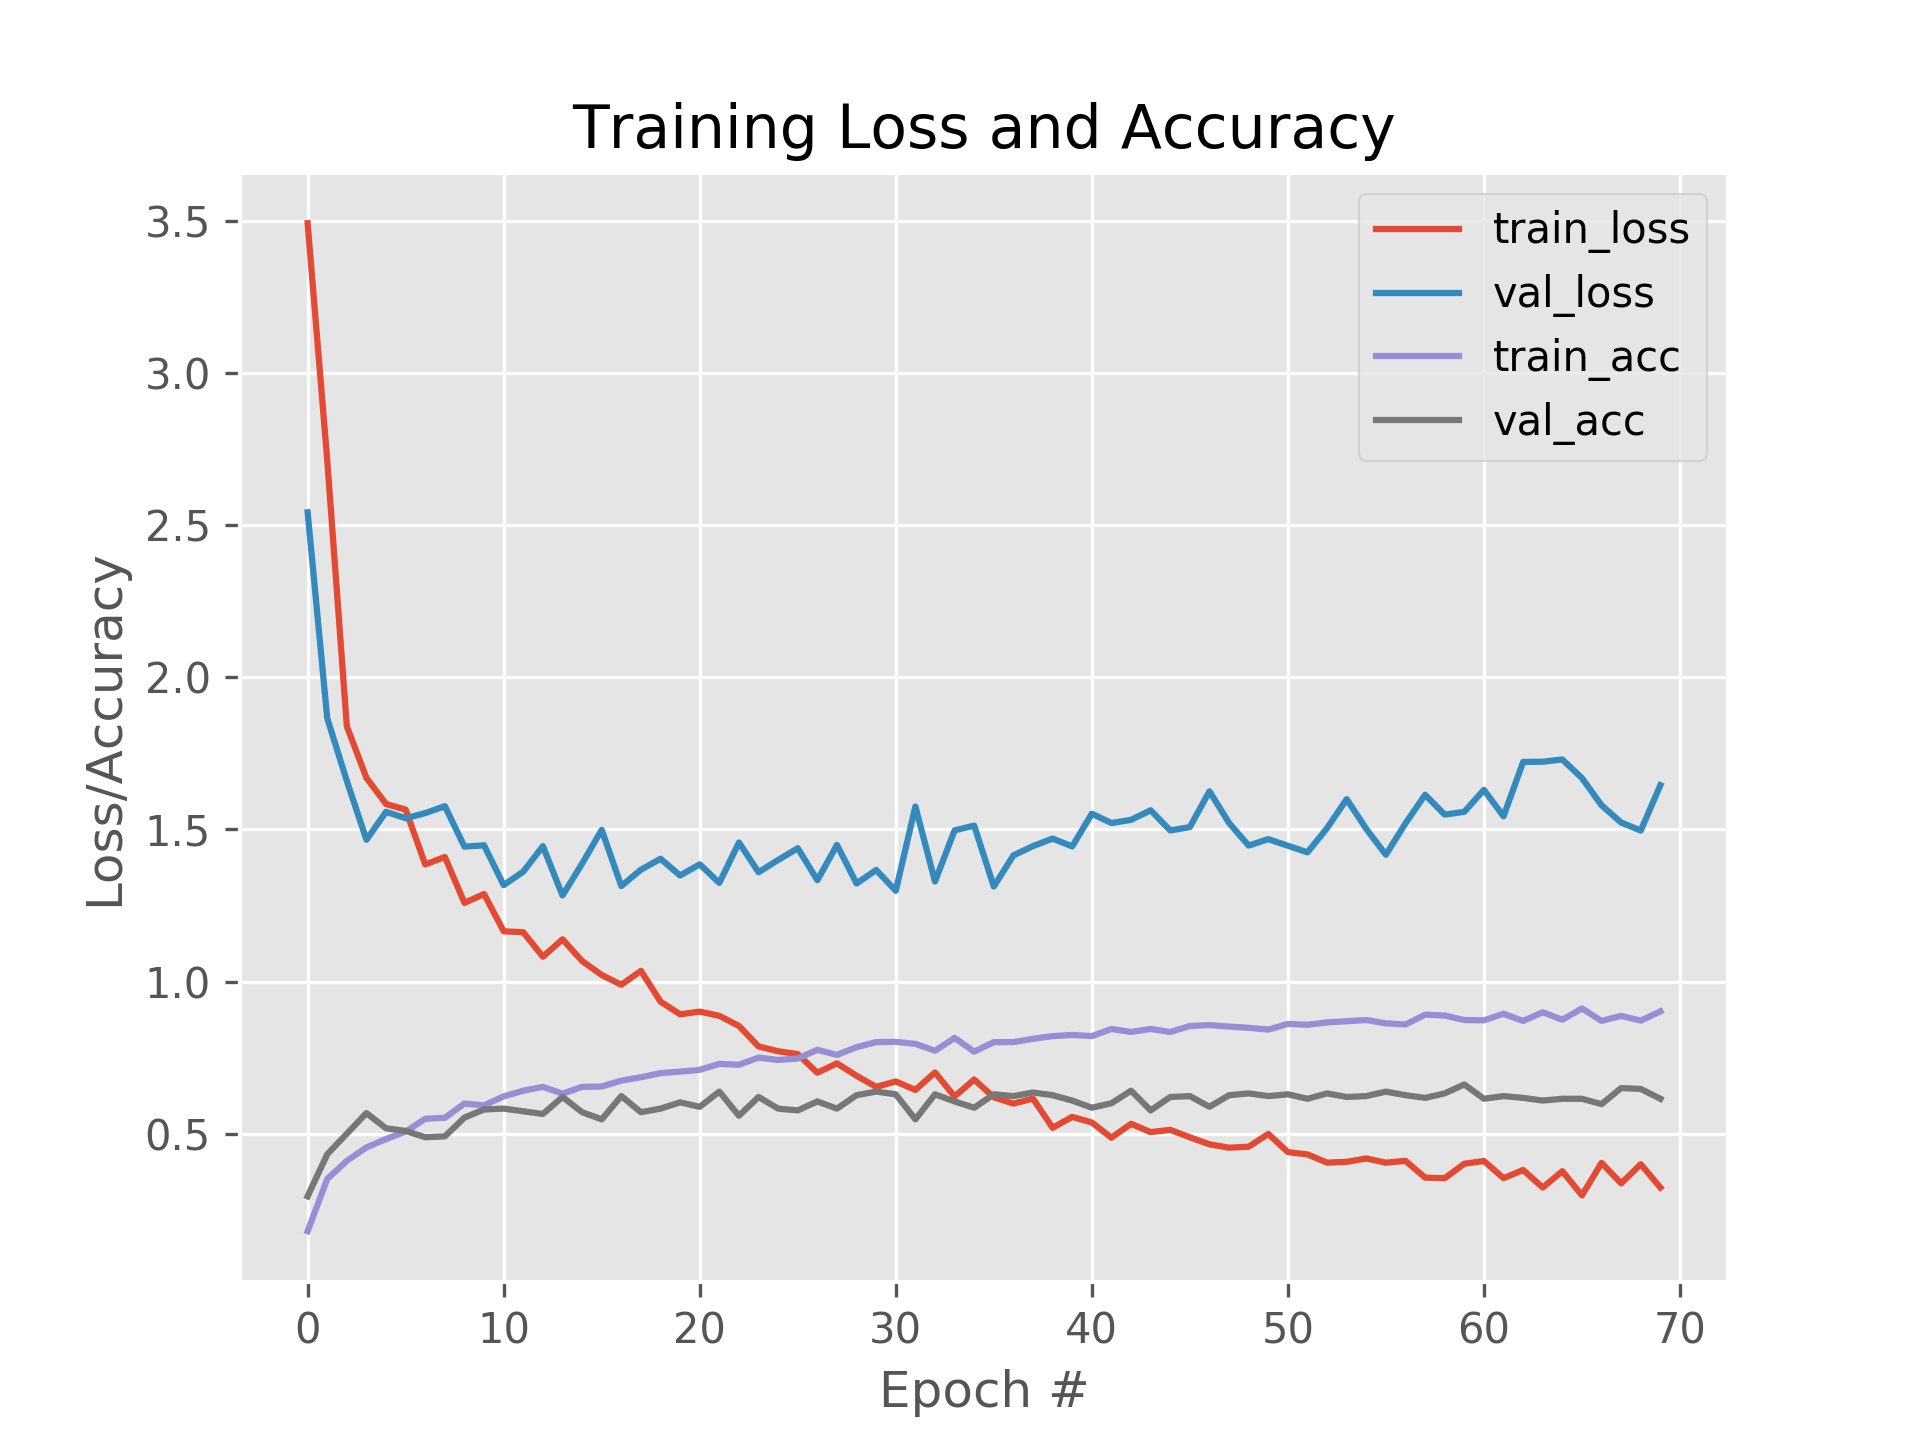 Training Loss and Accuracy
train_loss
val_loss
train_acc
val_acc
3.5
3.0
2.5
2.0
1.5
1.0
0.5
Loss/Accuracy
0 10 20 30 40 50 60 70
Epoch #